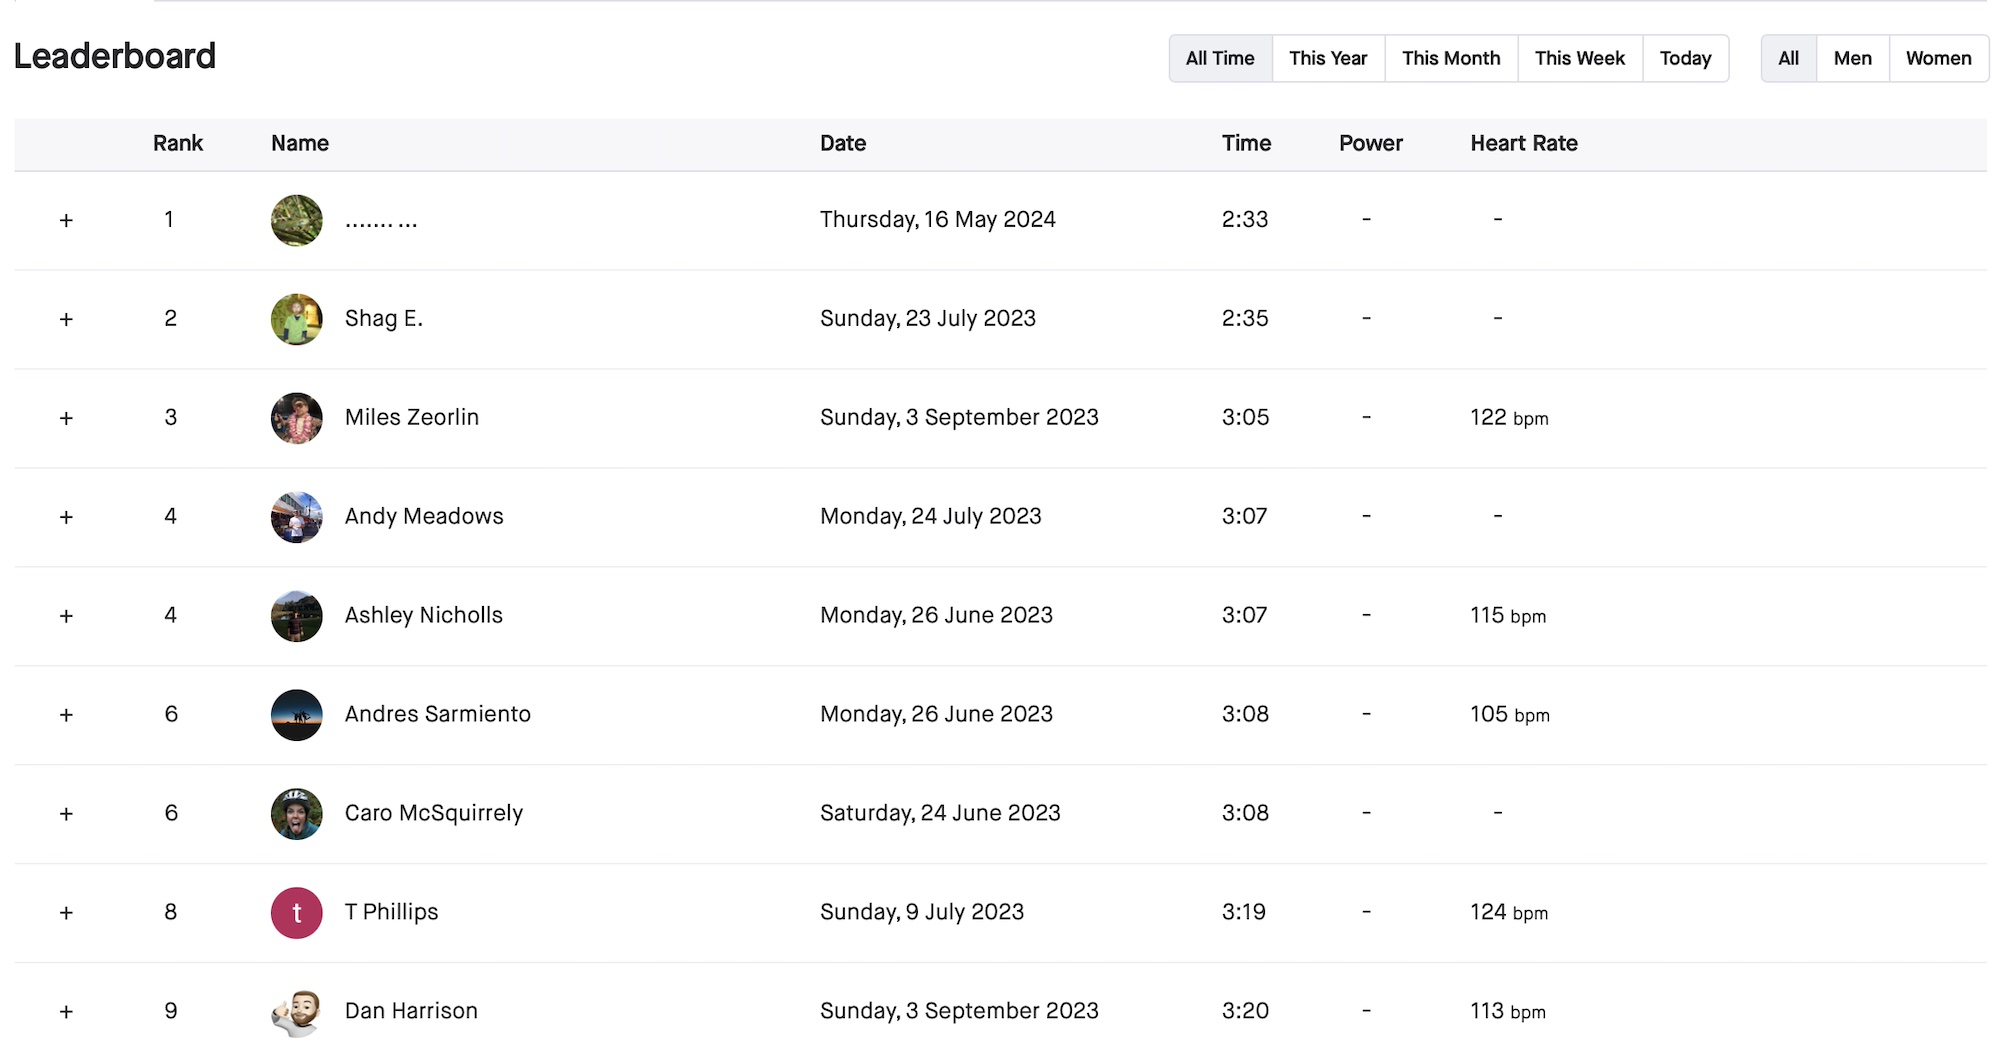 Leaderboard
All Time This Year This Month This Week Today All Men Women
Rank Name Date Time Power Heart Rate
+ 1 ....... ... Thursday, 16 May 2024 2:33 - -
+ 2 Shag E. Sunday, 23 July 2023 2:35 - -
+ 3 Miles Zeorlin Sunday, 3 September 2023 3:05 - 122 bpm
+ 4 Andy Meadows Monday, 24 July 2023 3:07 - -
+ 4 Ashley Nicholls Monday, 26 June 2023 3:07 - 115 bpm
+ 6 Andres Sarmiento Monday, 26 June 2023 3:08 - 105 bpm
+ 6 Caro McSquirrely Saturday, 24 June 2023 3:08 - -
+ 8 t T Phillips Sunday, 9 July 2023 3:19 - 124 bpm
+ 9 Dan Harrison Sunday, 3 September 2023 3:20 - 113 bpm